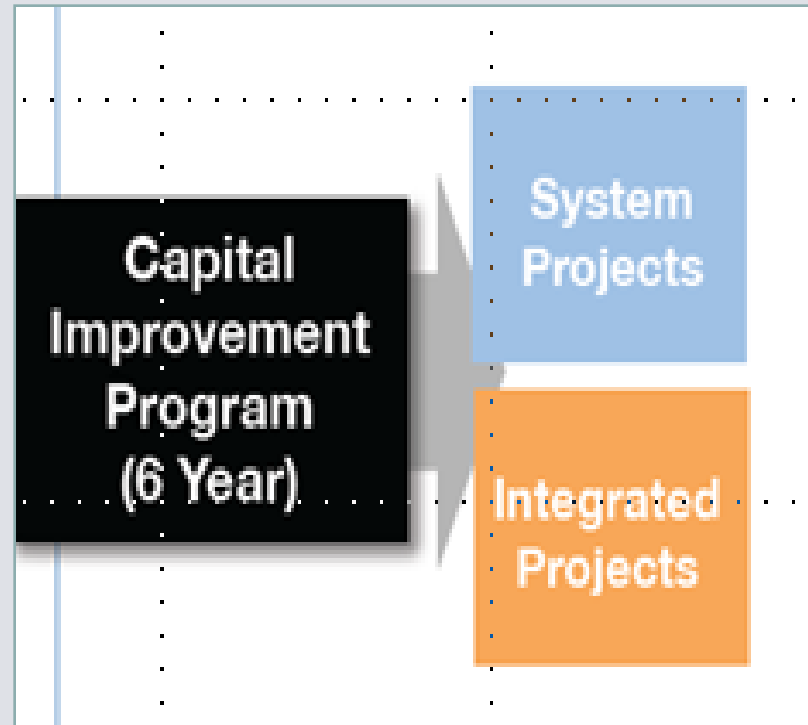 Capital
Improvement
Program
(6 Year)
System
Projects
Integrated
Projects